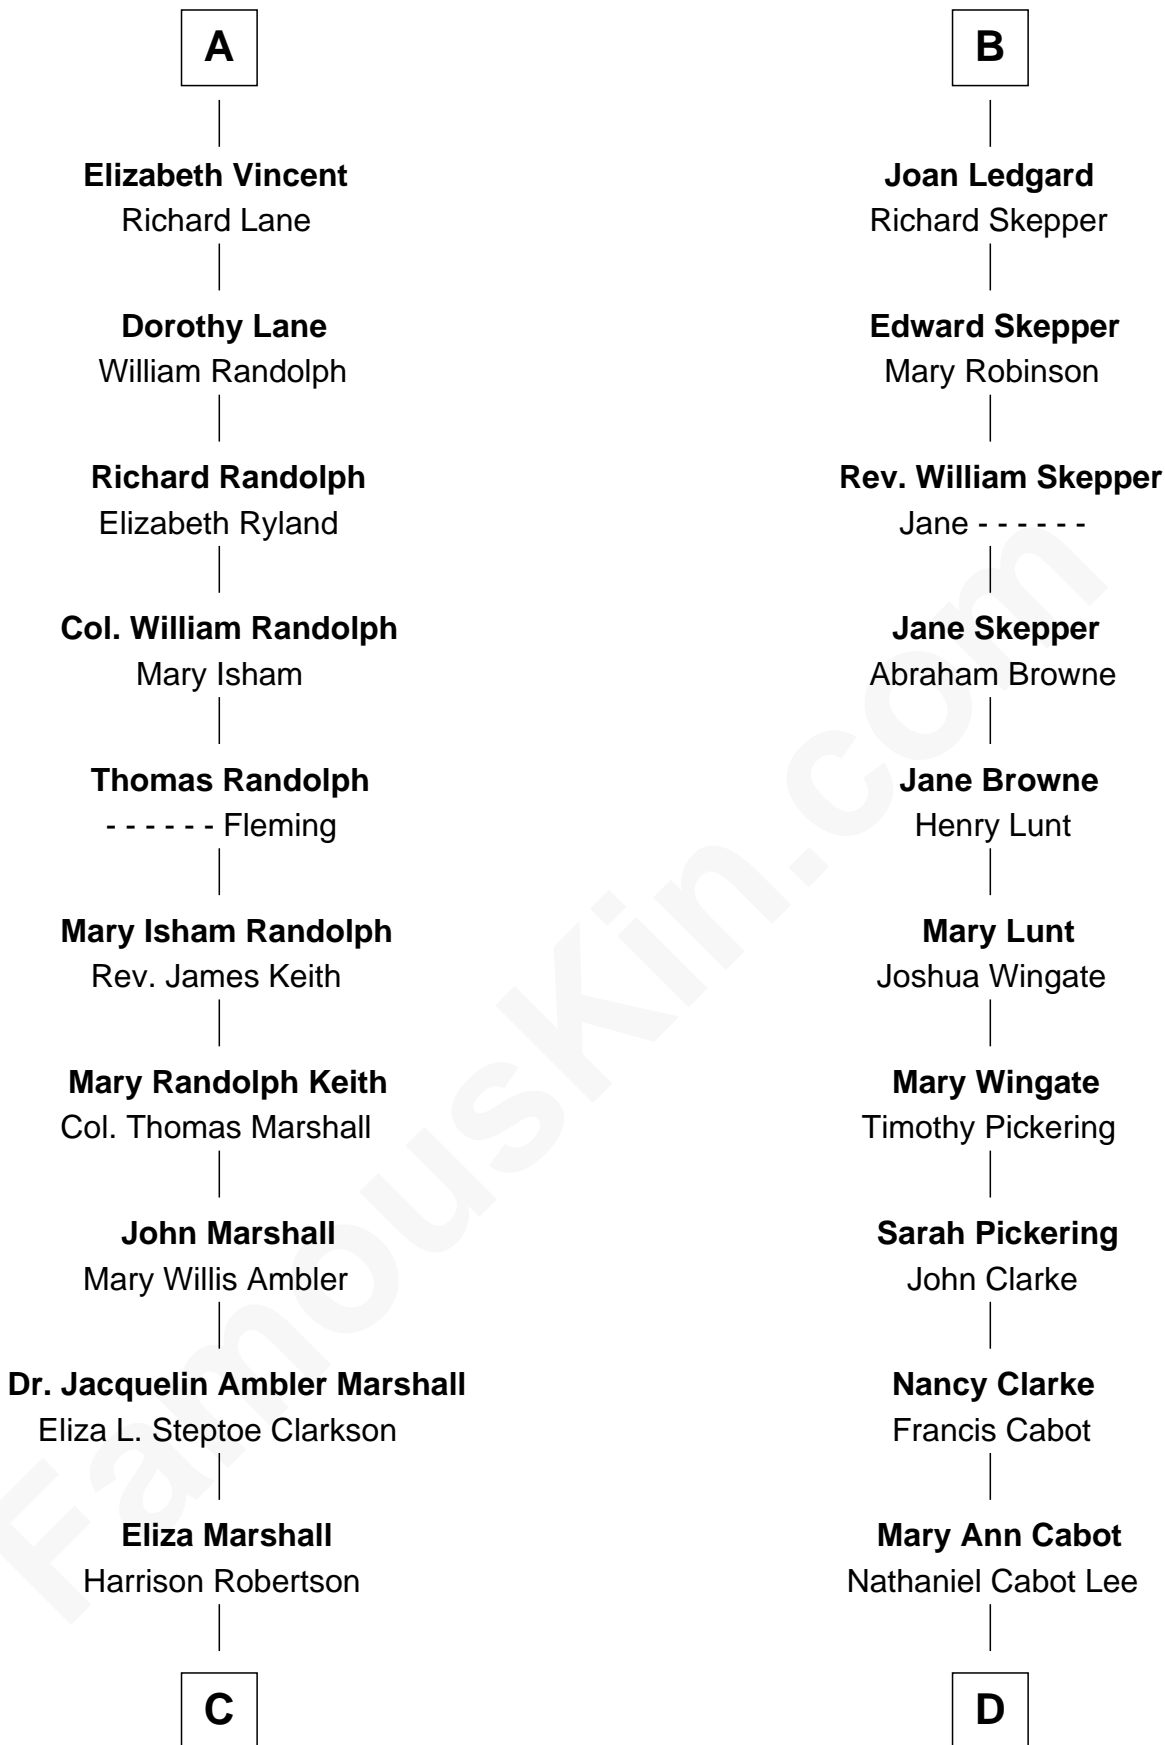 A
Elizabeth Vincent
Richard Lane
Dorothy Lane
William Randolph
Richard Randolph
Elizabeth Ryland
Col. William Randolph
Mary Isham
Thomas Randolph
- - - - - - Fleming
Mary Isham Randolph
Rev. James Keith
Mary Randolph Keith
Col. Thomas Marshall
John Marshall
Mary Willis Ambler
Dr. Jacquelin Ambler Marshall
Eliza L. Steptoe Clarkson
Eliza Marshall
Harrison Robertson
C
B
Joan Ledgard
Richard Skepper
Edward Skepper
Mary Robinson
Rev. William Skepper
Jane - - - - - -
Jane Skepper
Abraham Browne
Jane Browne
Henry Lunt
Mary Lunt
Joshua Wingate
Mary Wingate
Timothy Pickering
Sarah Pickering
John Clarke
Nancy Clarke
Francis Cabot
Mary Ann Cabot
Nathaniel Cabot Lee
D
FamousKin.com